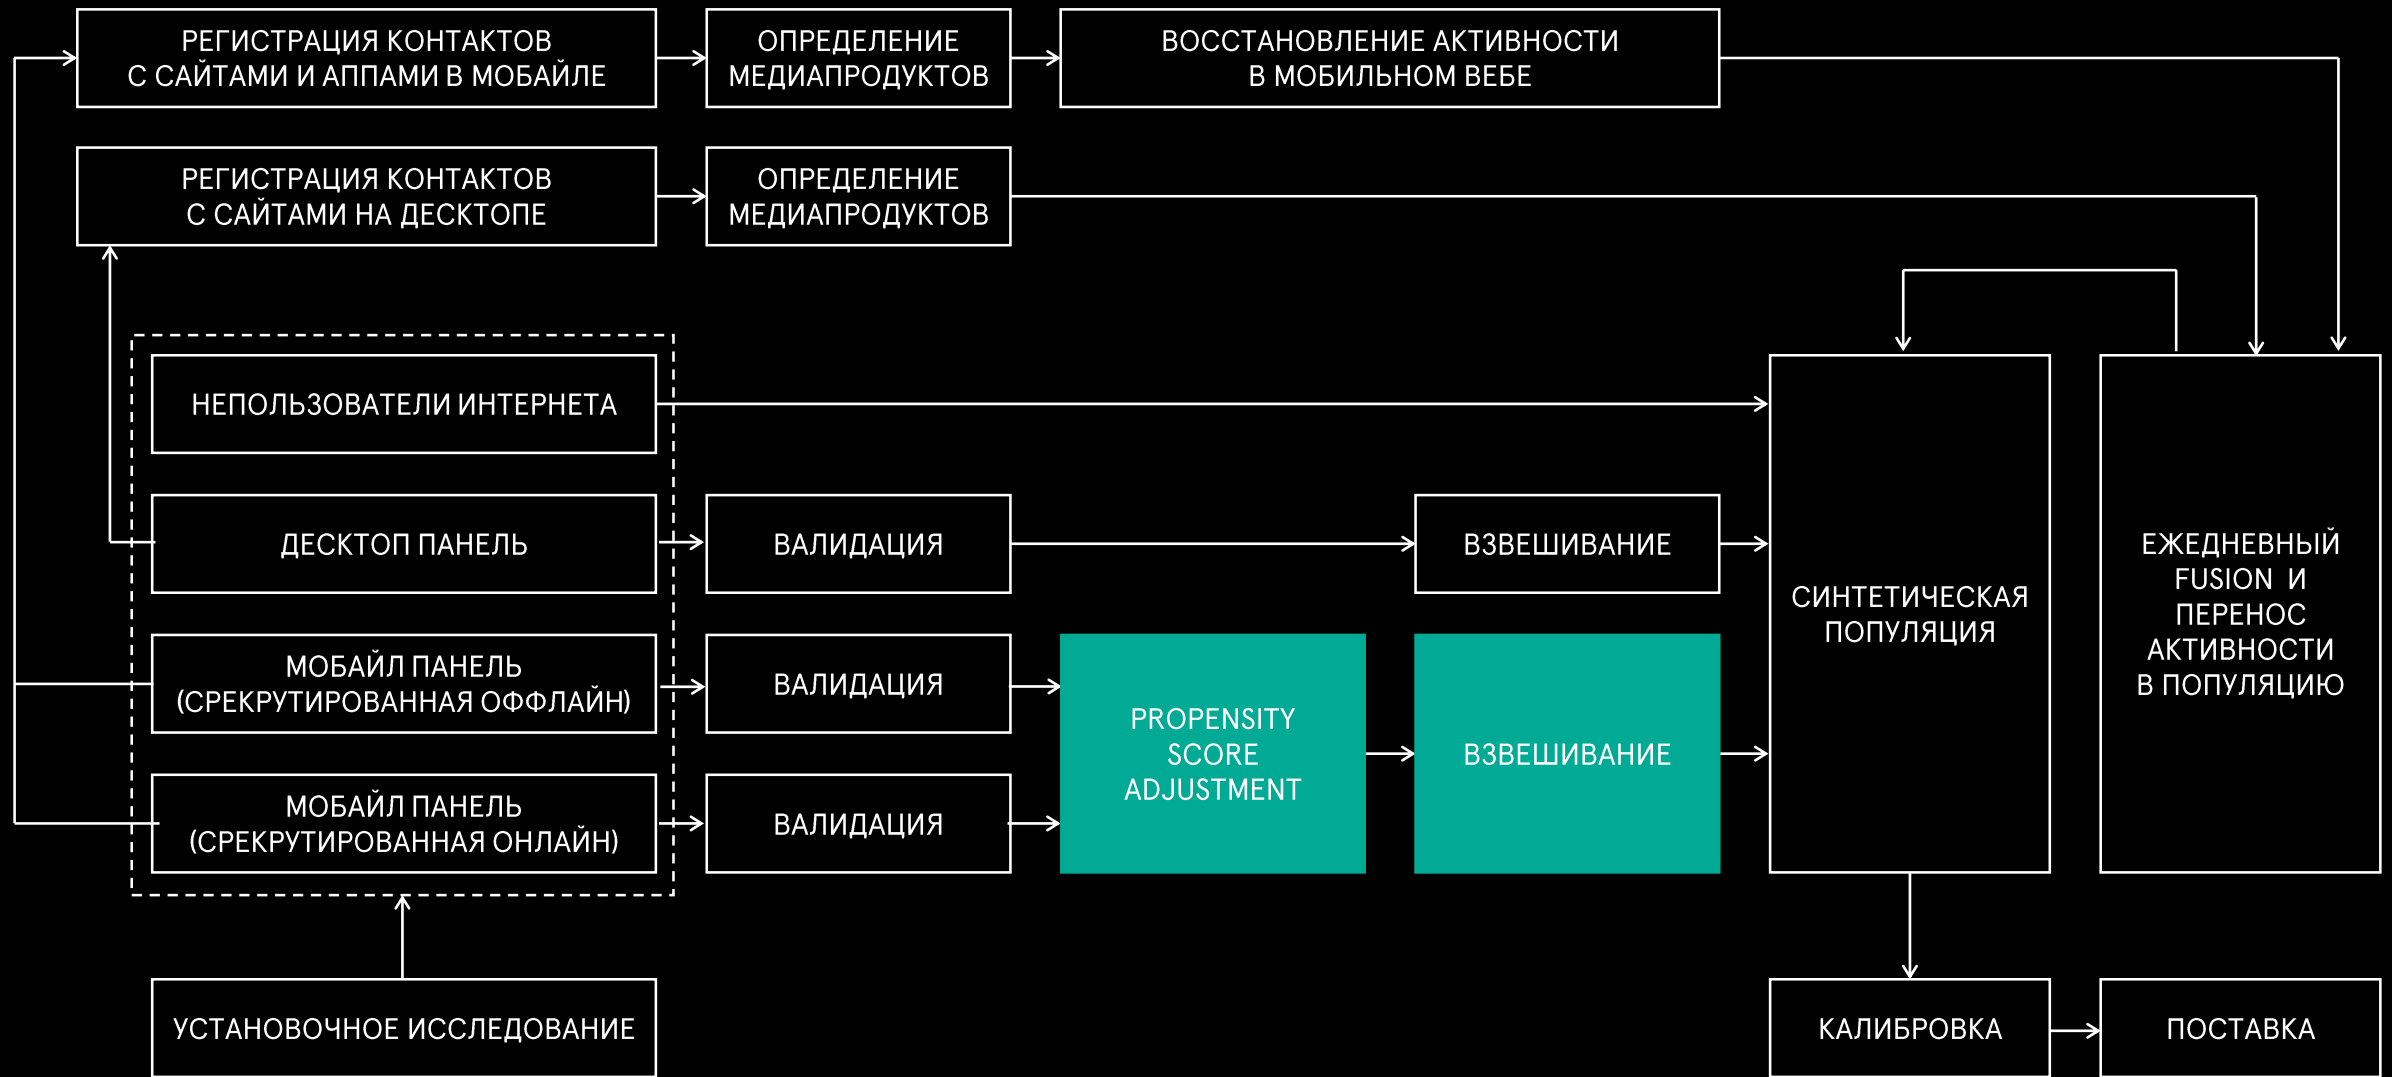 РЕГИСТРАЦИЯ КОНТАКТОВ
С САЙТАМИ И АППАМИ В МОБАЙЛЕ
ОПРЕДЕЛЕНИЕ
МЕДИАПРОДУКТОВ
ВОССТАНОВЛЕНИЕ АКТИВНОСТИ
В МОБИЛЬНОМ ВЕБЕ
РЕГИСТРАЦИЯ КОНТАКТОВ
С САЙТАМИ НА ДЕСКТОПЕ
ОПРЕДЕЛЕНИЕ
МЕДИАПРОДУКТОВ
НЕПОЛЬЗОВАТЕЛИ ИНТЕРНЕТА
ДЕСКТОП ПАНЕЛЬ
ВАЛИДАЦИЯ
ВЗВЕШИВАНИЕ
МОБАЙЛ ПАНЕЛЬ
(СРЕКРУТИРОВАННАЯ ОФФЛАЙН)
ВАЛИДАЦИЯ
МОБАЙЛ ПАНЕЛЬ
(СРЕКРУТИРОВАННАЯ ОНЛАЙН)
ВАЛИДАЦИЯ
PROPENSITY
SCORE
ADJUSTMENT
ВЗВЕШИВАНИЕ
СИНТЕТИЧЕСКАЯ
ПОПУЛЯЦИЯ
ЕЖЕДНЕВНЫЙ
FUSION И
ПЕРЕНОС
АКТИВНОСТИ
В ПОПУЛЯЦИЮ
УСТАНОВОЧНОЕ ИССЛЕДОВАНИЕ
КАЛИБРОВКА
ПОСТАВКА